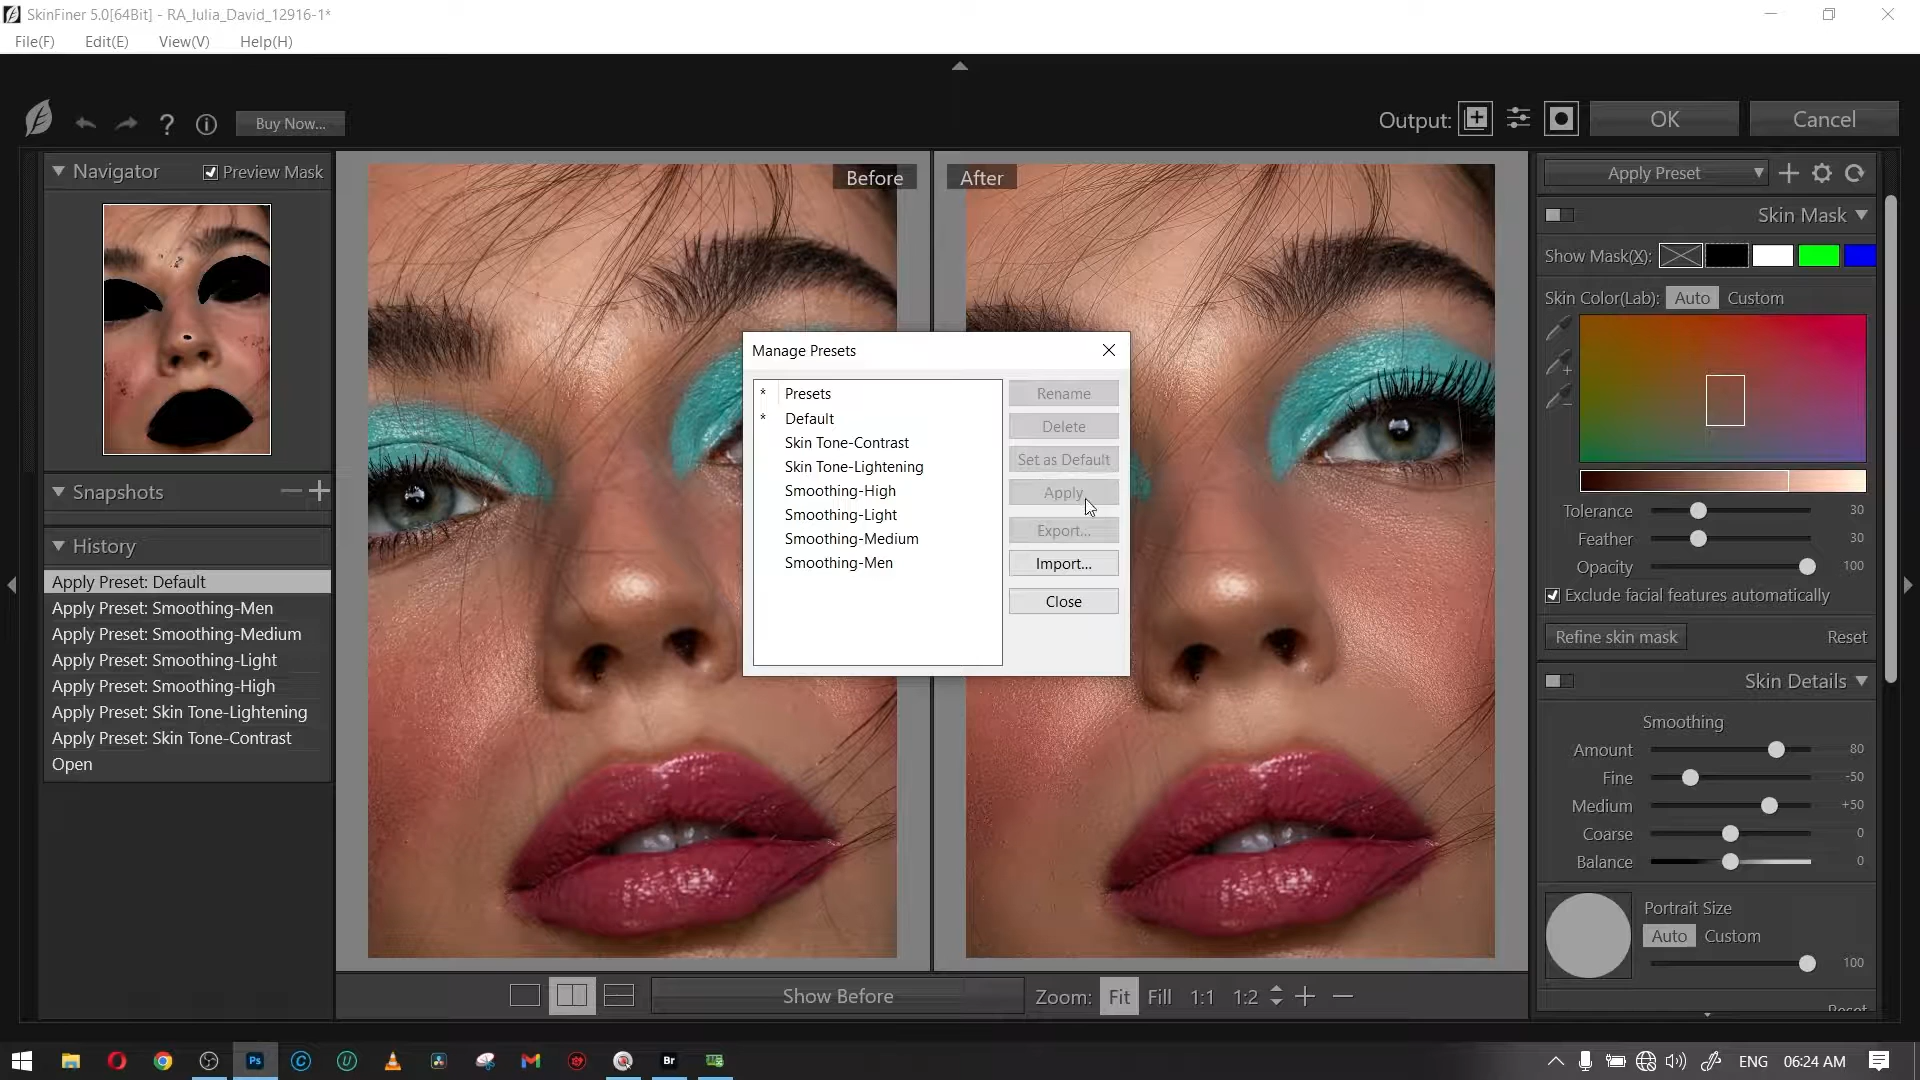 SkinFiner 5.0[64Bit] - RA_Iulia_David_12916-1*
File(F) Edit(E) View(V) Help(H)
? Buy Now... Output: OK Cancel
Navigator Preview Mask
Snapshots
History
Apply Preset: Default
Apply Preset: Smoothing-Men
Apply Preset: Smoothing-Medium
Apply Preset: Smoothing-Light
Apply Preset: Smoothing-High
Apply Preset: Skin Tone-Lightening
Apply Preset: Skin Tone-Contrast
Open
Before After
Manage Presets
* Presets
* Default
Skin Tone-Contrast
Skin Tone-Lightening
Smoothing-High
Smoothing-Light
Smoothing-Medium
Smoothing-Men
Rename
Delete
Set as Default
Apply
Export...
Import...
Close
Show Before Zoom: Fit Fill 1:1 1:2
Apply Preset
Skin Mask
Show Mask(X):
Skin Color(Lab): Auto Custom
Tolerance 30
Feather 30
Opacity 100
Exclude facial features automatically
Refine skin mask Reset
Skin Details
Smoothing
Amount 80
Fine -50
Medium +50
Coarse 0
Balance 0
Portrait Size
Auto Custom
100
Reset
Ps Br ENG 06:24 AM